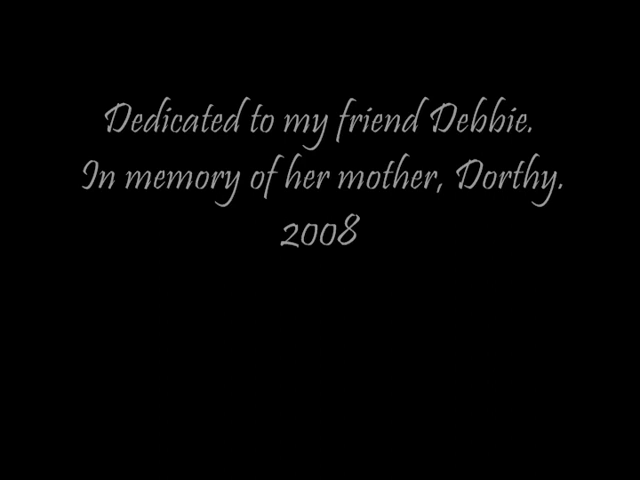 Dedicated to my friend Debbie.
In memory of her mother, Dorthy.
2008